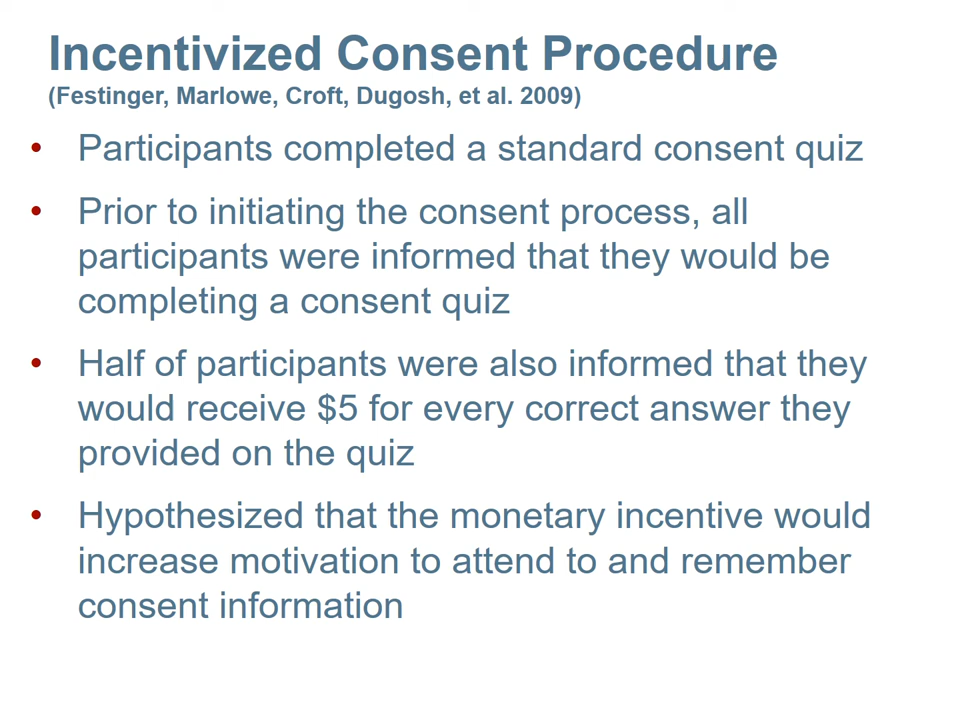 Incentivized Consent Procedure
(Festinger, Marlowe, Croft, Dugosh, et al. 2009)
• Participants completed a standard consent quiz
• Prior to initiating the consent process, all
participants were informed that they would be
completing a consent quiz
• Half of participants were also informed that they
would receive $5 for every correct answer they
provided on the quiz
• Hypothesized that the monetary incentive would
increase motivation to attend to and remember
consent information